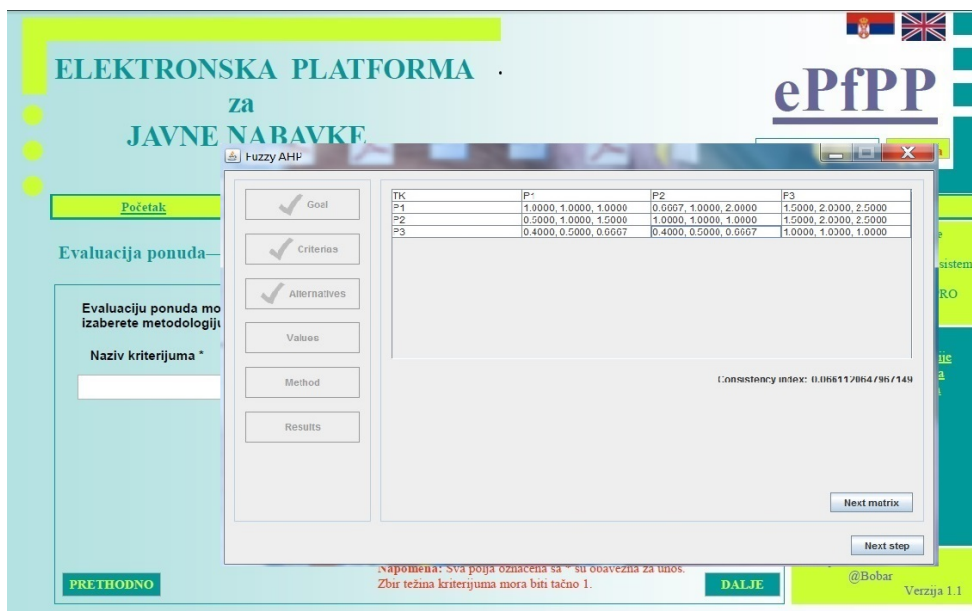 ELEKTRONSKA PLATFORMA
za
JAVNE NABAVKE
ePfPP
Početak
Evaluacija ponuda—
Evaluaciju ponuda mo
izaberete metodologiju
Naziv kriterijuma *
Fuzzy AHP
Goal
Criterias
Alternatives
Values
Method
Results
TK P1 P2 P3
P1 1.0000, 1.0000, 1.0000 0.6667, 1.0000, 2.0000 1.5000, 2.0000, 2.5000
P2 0.5000, 1.0000, 1.5000 1.0000, 1.0000, 1.0000 1.5000, 2.0000, 2.5000
P3 0.4000, 0.5000, 0.6667 0.4000, 0.5000, 0.6667 1.0000, 1.0000, 1.0000
Consistency index: 0.0661120647967149
Next matrix
Next step
sistem
RO
Napomena: Sva polja označena sa * su obavezna za unos.
Zbir težina kriterijuma mora biti tačno 1.
PRETHODNO
DALJE
@Bobar
Verzija 1.1